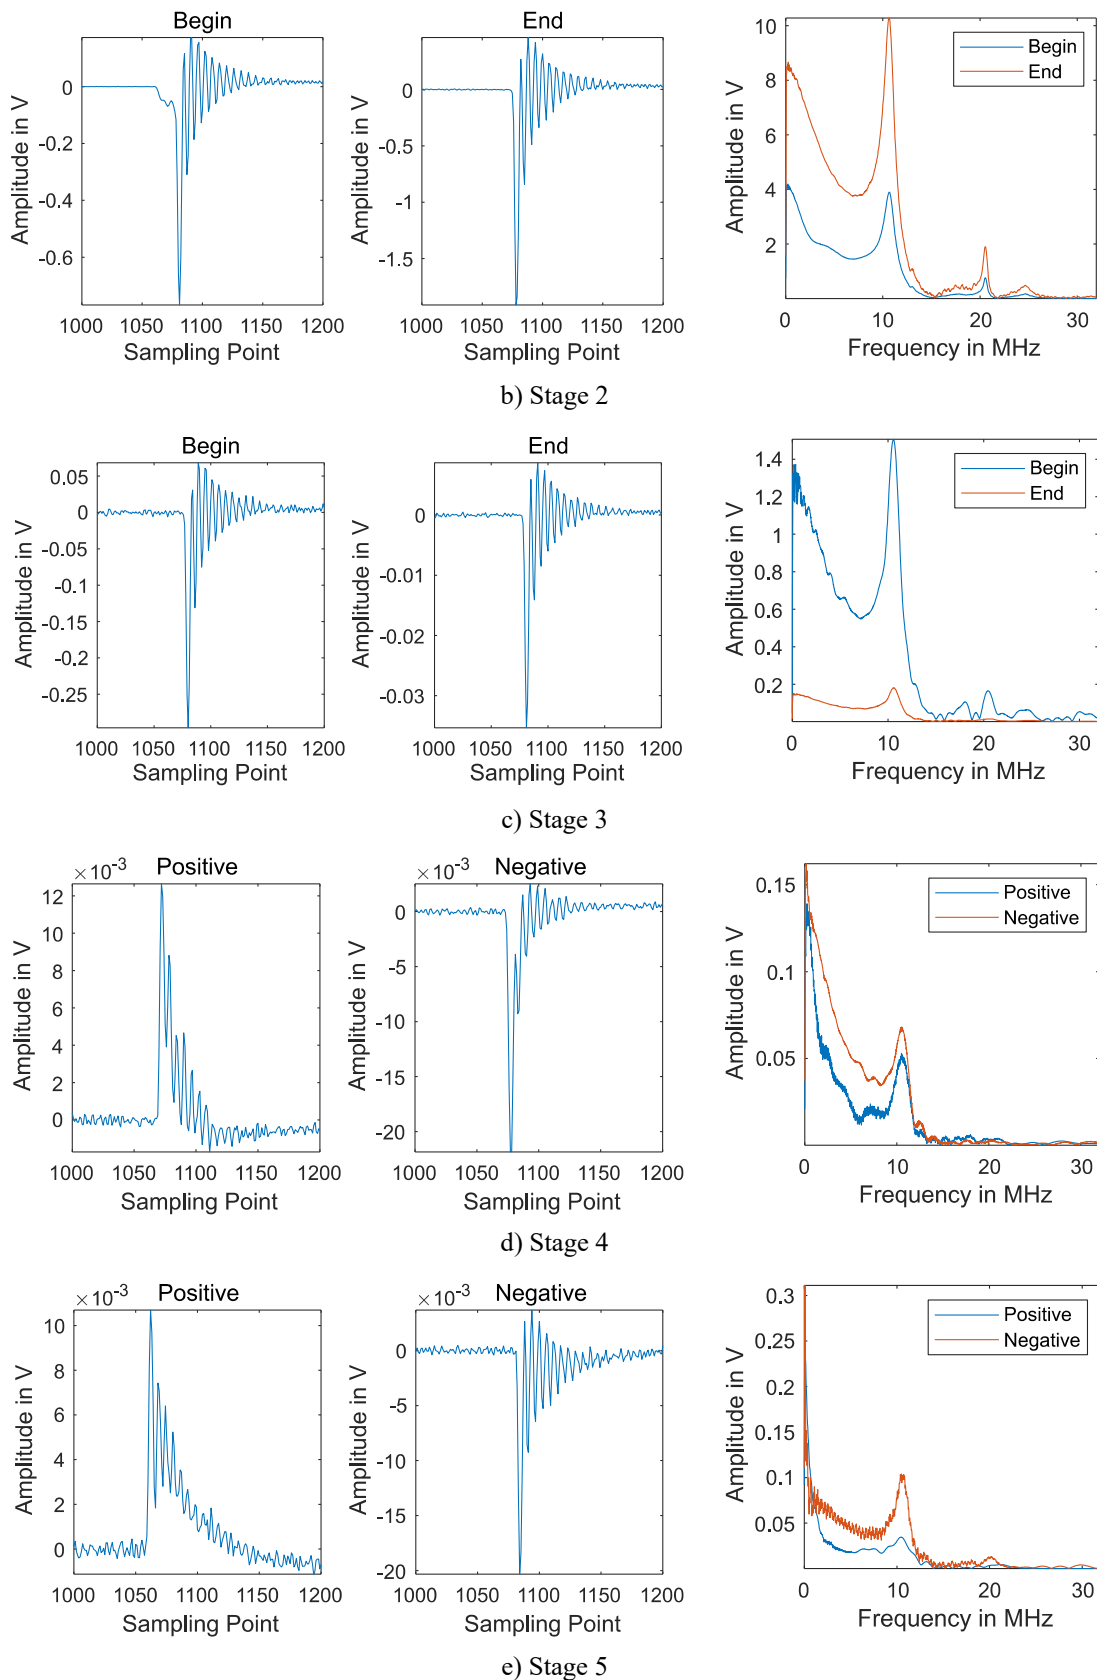 Begin
End
Amplitude in V
0
-0.2
-0.4
-0.6
1000 1050 1100 1150 1200
Sampling Point
Amplitude in V
0
-0.5
-1
-1.5
1000 1050 1100 1150 1200
Sampling Point
Amplitude in V
10
8
6
4
2
0 10 20 30
Frequency in MHz
Begin
End
b) Stage 2
Begin
End
Amplitude in V
0.05
0
-0.05
-0.1
-0.15
-0.2
-0.25
1000 1050 1100 1150 1200
Sampling Point
Amplitude in V
0
-0.01
-0.02
-0.03
1000 1050 1100 1150 1200
Sampling Point
Amplitude in V
1.4
1.2
1
0.8
0.6
0.4
0.2
0 10 20 30
Frequency in MHz
Begin
End
c) Stage 3
×10⁻³ Positive
Negative
Amplitude in V
12
10
8
6
4
2
0
1000 1050 1100 1150 1200
Sampling Point
×10⁻³
Amplitude in V
0
-5
-10
-15
-20
1000 1050 1100 1150 1200
Sampling Point
Amplitude in V
0.15
0.1
0.05
0 10 20 30
Frequency in MHz
Positive
Negative
d) Stage 4
×10⁻³ Positive
×10⁻³ Negative
Amplitude in V
10
8
6
4
2
0
1000 1050 1100 1150 1200
Sampling Point
Amplitude in V
0
-5
-10
-15
-20
1000 1050 1100 1150 1200
Sampling Point
Amplitude in V
0.3
0.25
0.2
0.15
0.1
0.05
0 10 20 30
Frequency in MHz
Positive
Negative
e) Stage 5